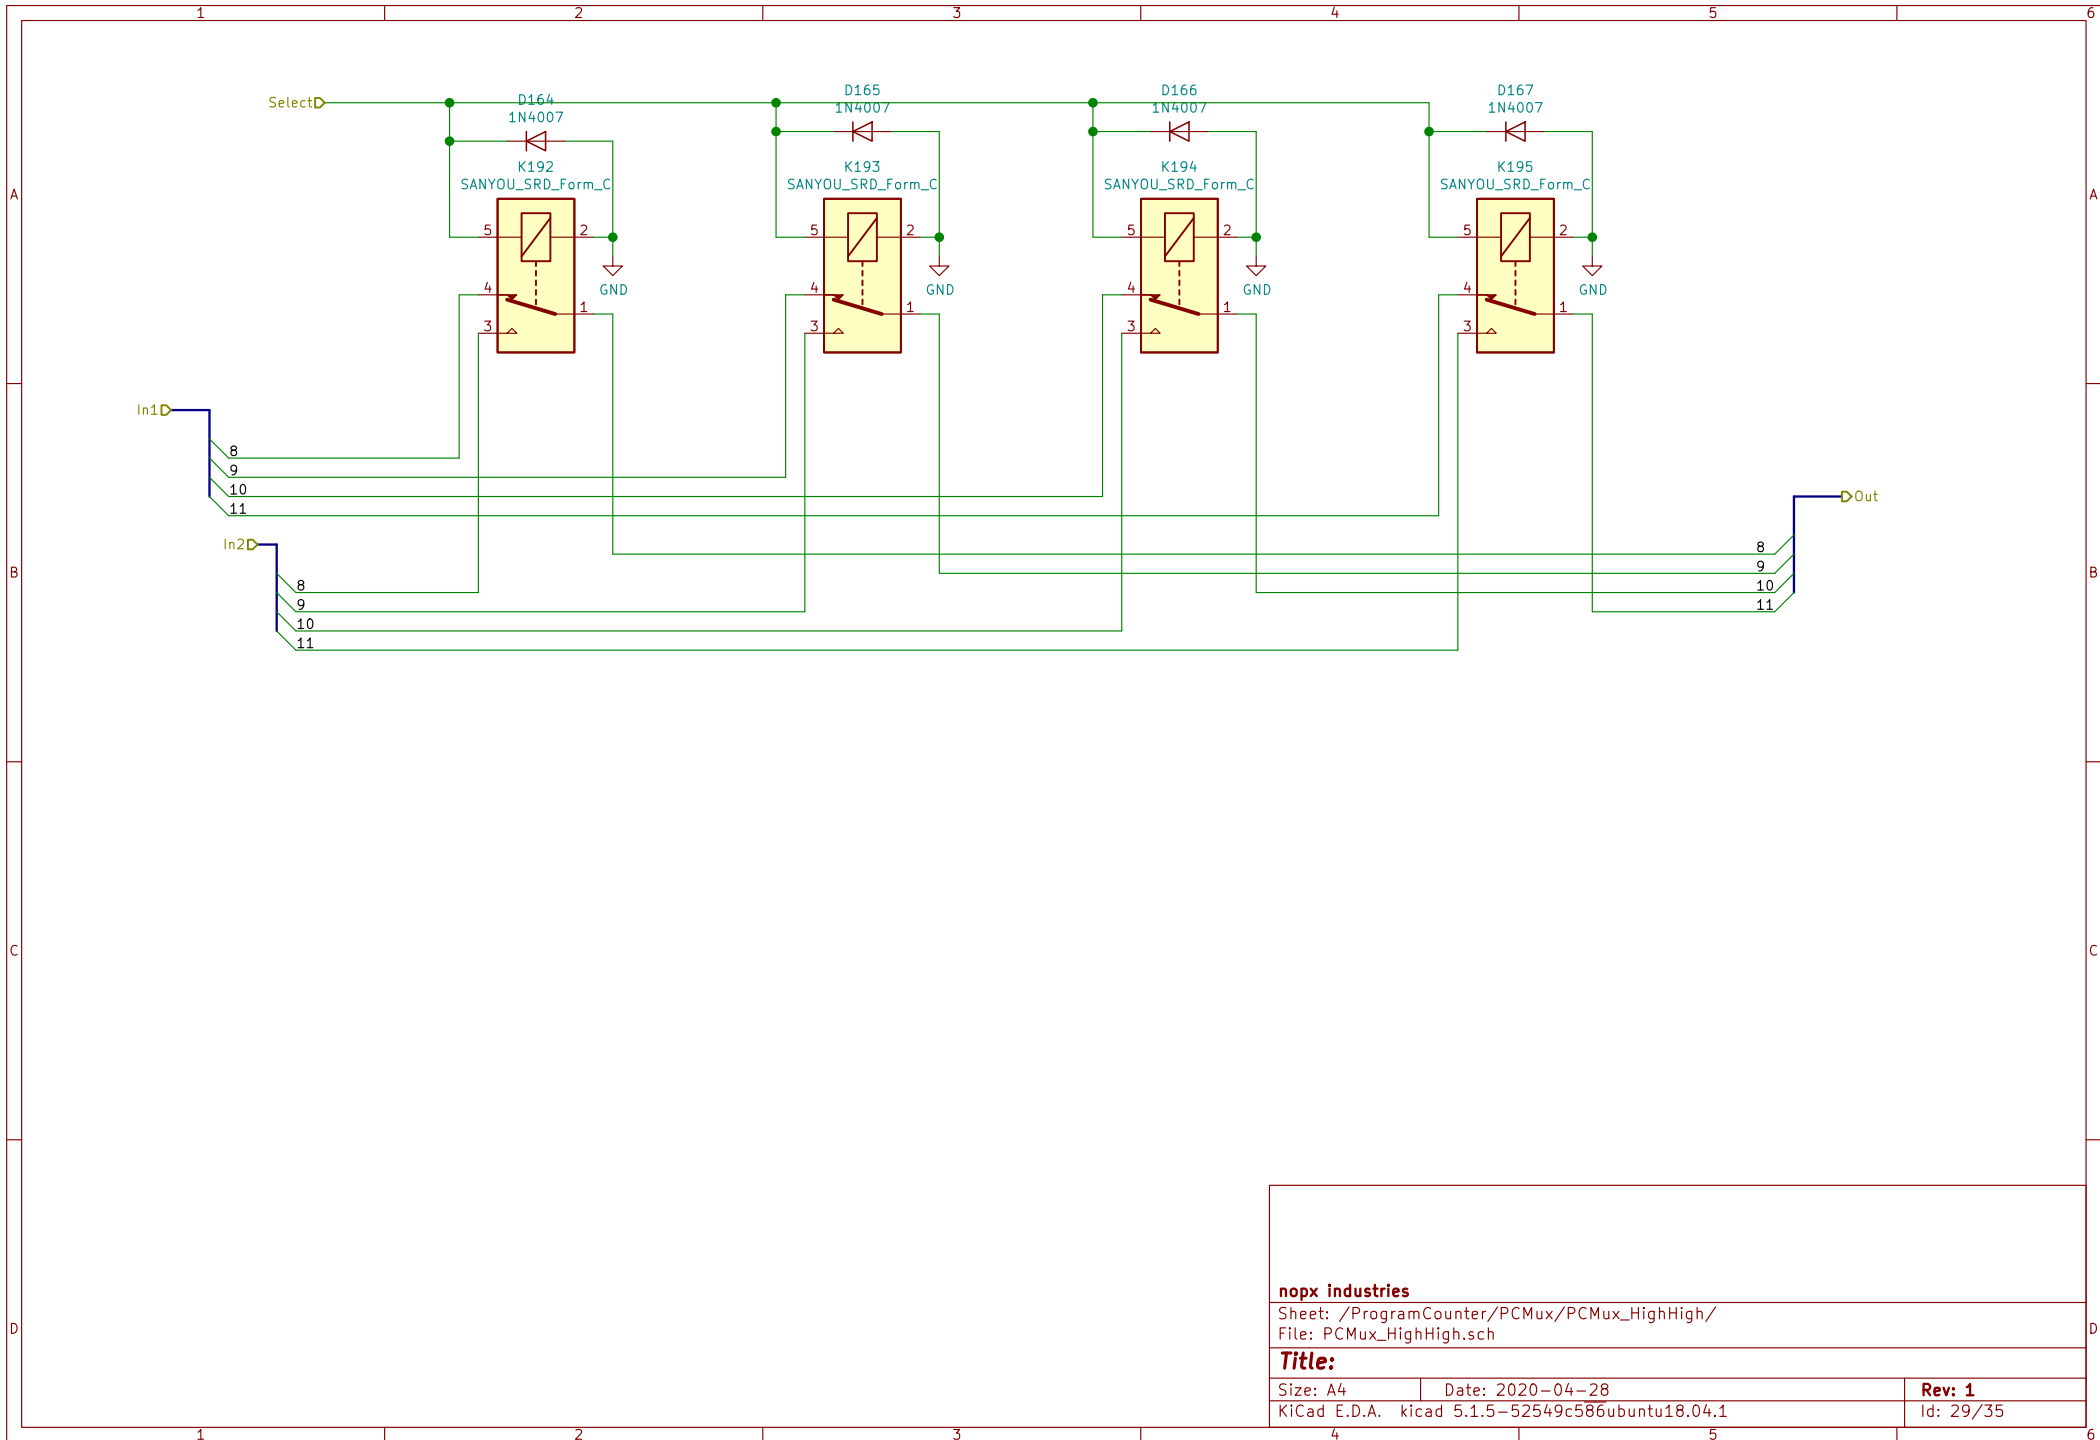 1 2 3 4 5 6
Select
D164
1N4007
D165
1N4007
D166
1N4007
D167
1N4007
K192
SANYOU_SRD_Form_C
K193
SANYOU_SRD_Form_C
K194
SANYOU_SRD_Form_C
K195
SANYOU_SRD_Form_C
A A
5 2 5 2 5 2 5 2
4 4 4 4
GND GND GND GND
1 1 1 1
3 3 3 3
In1
8
9
10
11
Out
In2
8
9
10
11
8
9
10
11
B B
C C
D D
nopx industries
Sheet: /ProgramCounter/PCMux/PCMux_HighHigh/
File: PCMux_HighHigh.sch
Title:
Size: A4 Date: 2020-04-28 Rev: 1
KiCad E.D.A. kicad 5.1.5-52549c586ubuntu18.04.1 Id: 29/35
1 2 3 4 5 6